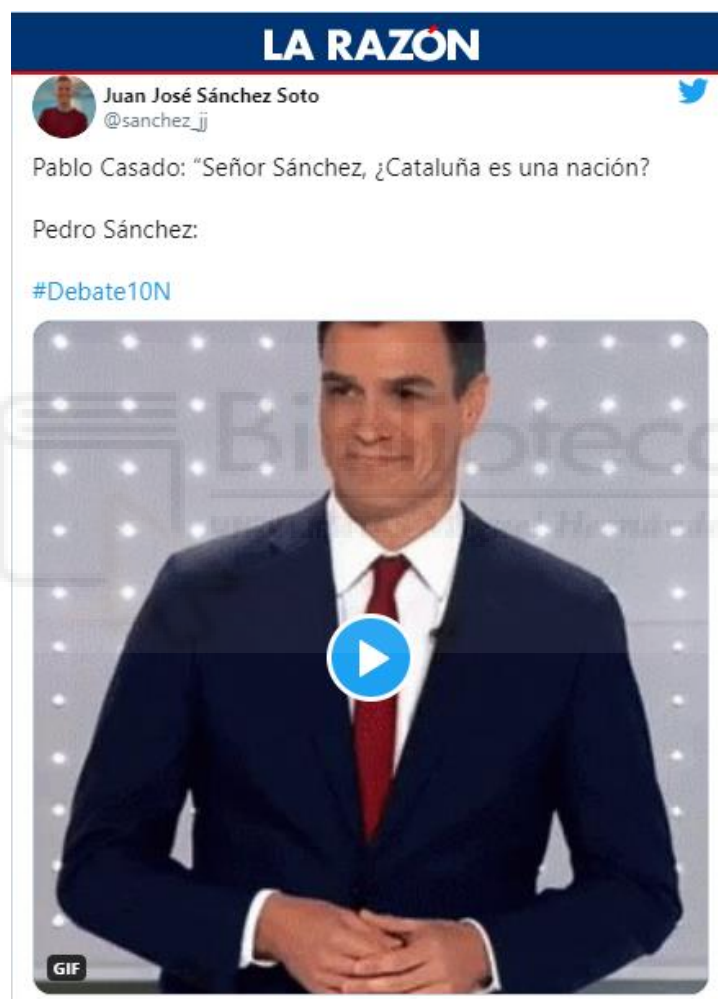 LA RAZÓN
Juan José Sánchez Soto
@sanchez_jj
Pablo Casado: “Señor Sánchez, ¿Cataluña es una nación?
Pedro Sánchez:
#Debate10N
GIF